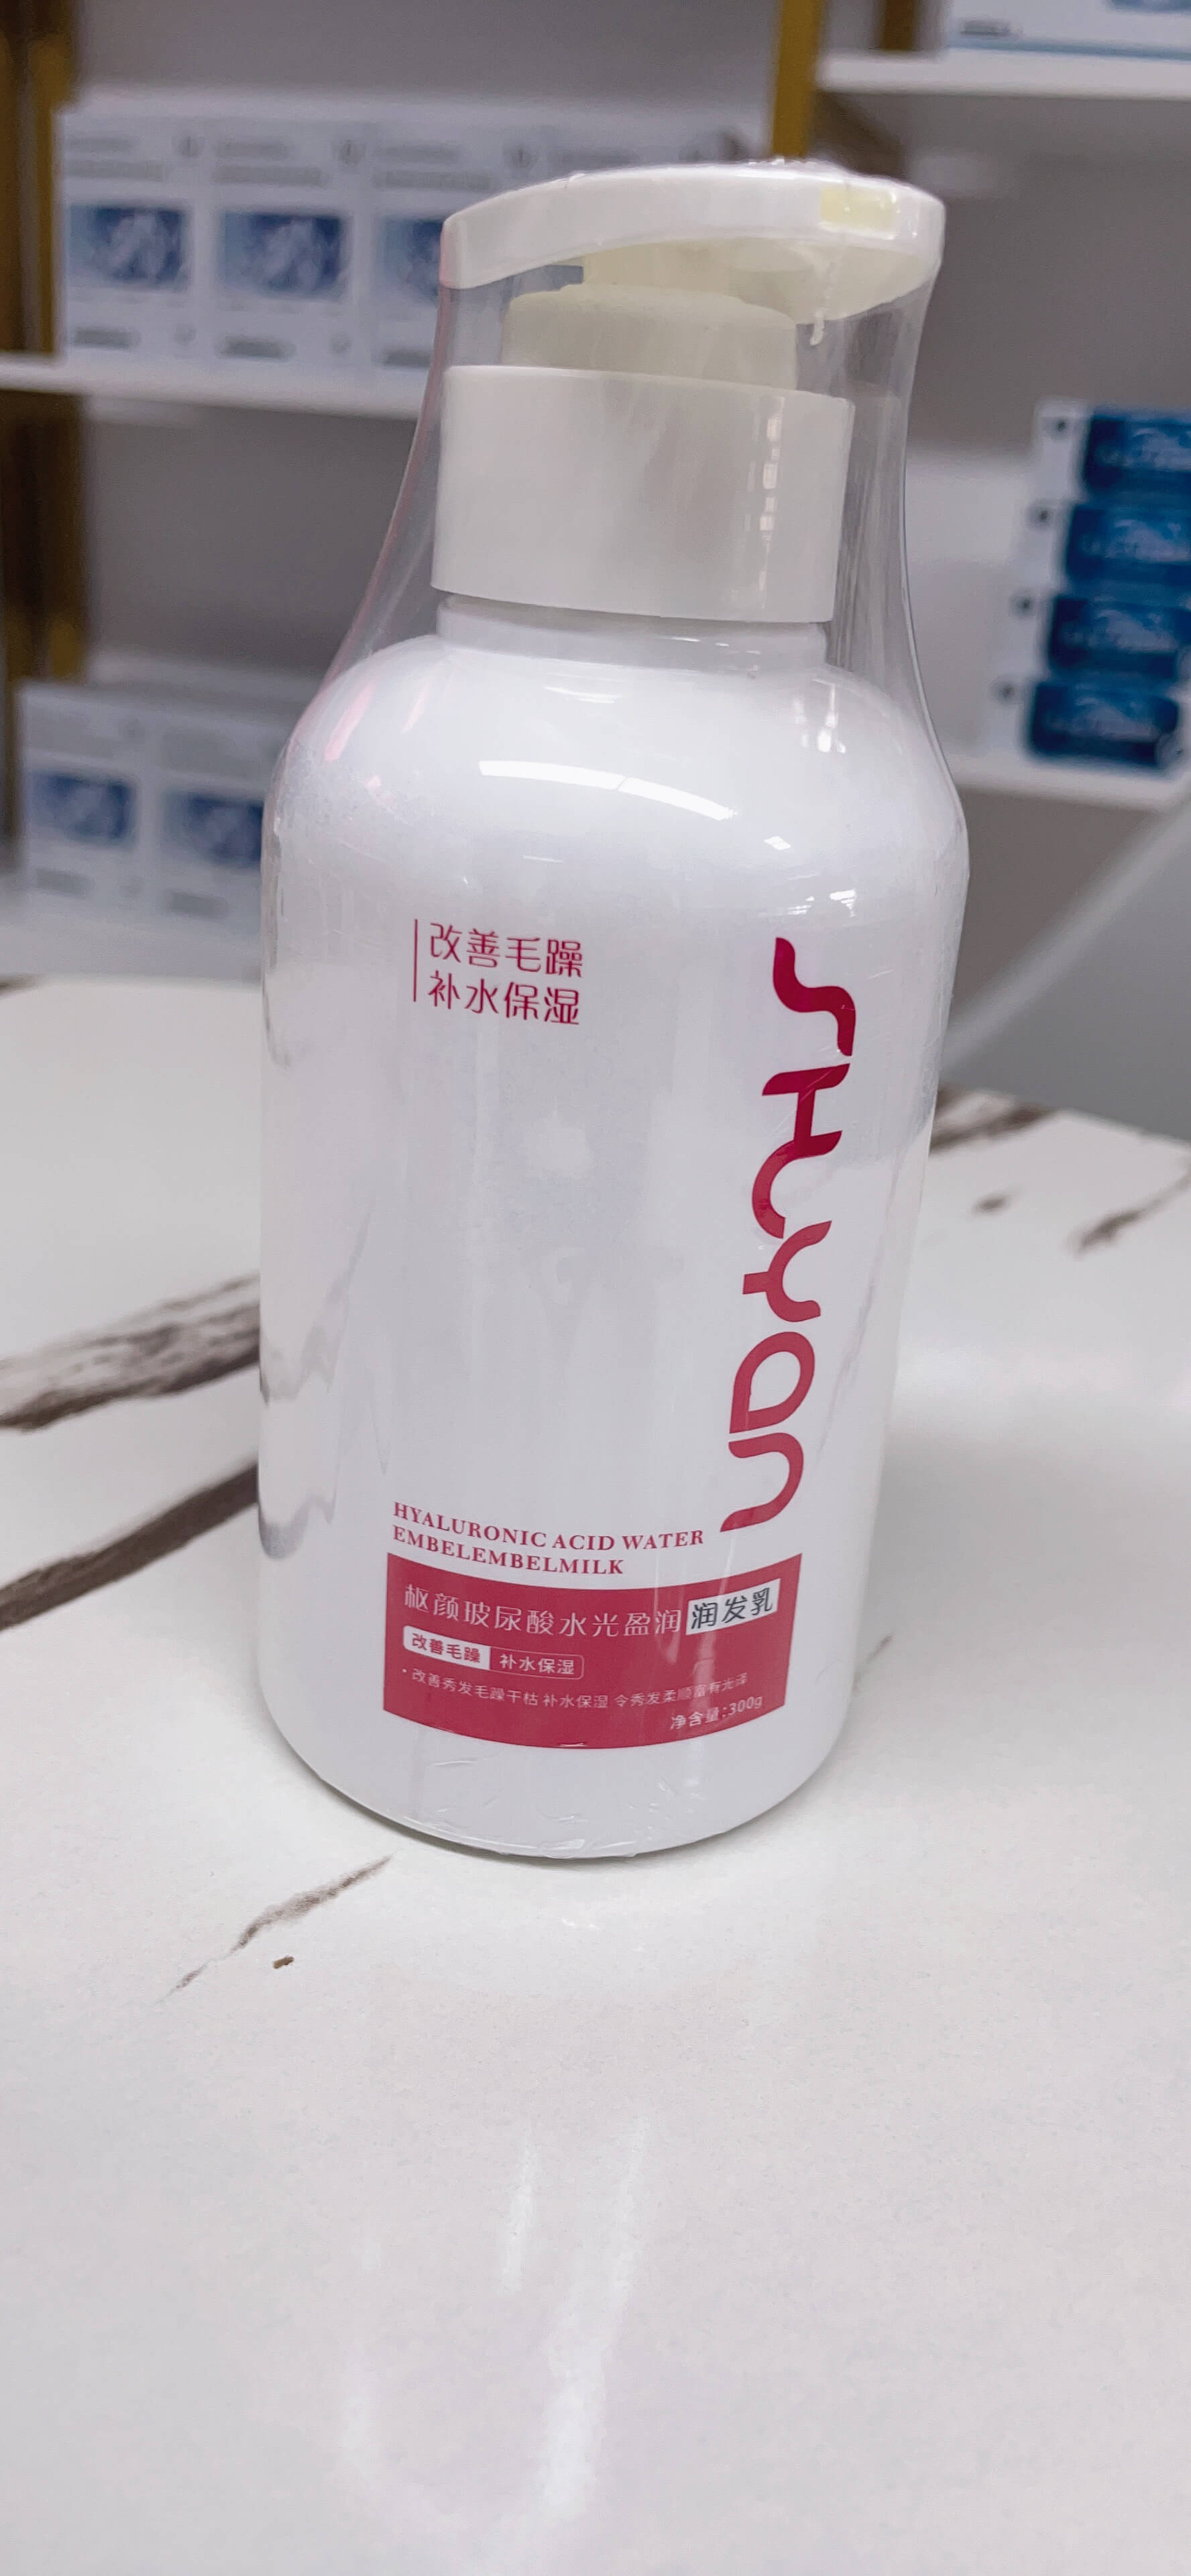 改善毛躁
补水保湿
SHUYan
HYALURONIC ACID WATER
EMBELEMBELMILK
枢颜玻尿酸水光盈润润发乳
改善毛躁 补水保湿
·改善秀发毛躁干枯 补水保湿 令秀发柔顺富有光泽
净含量:300g